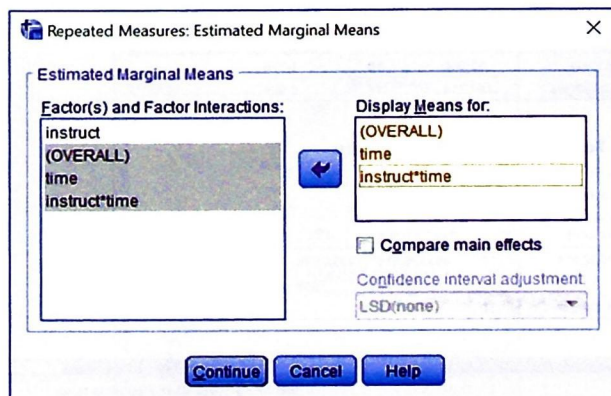 Repeated Measures: Estimated Marginal Means
Estimated Marginal Means
Factor(s) and Factor Interactions:
instruct
(OVERALL)
time
instruct*time
Display Means for:
(OVERALL)
time
instruct*time
Compare main effects
Confidence interval adjustment.
LSD(none)
Continue
Cancel
Help